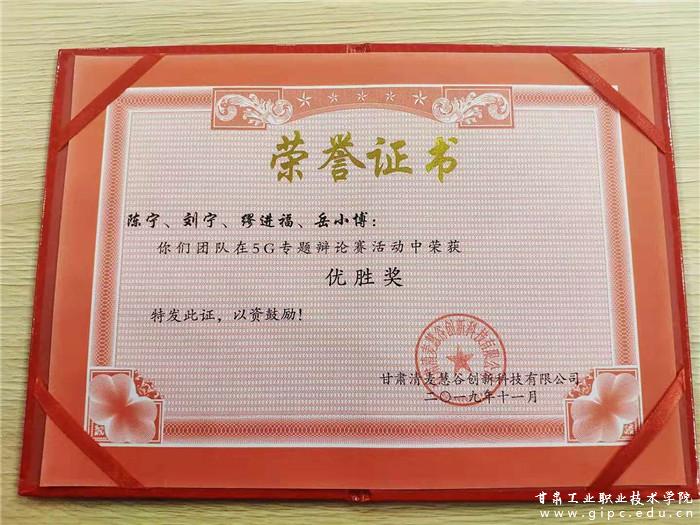 荣誉证书
陈宁、刘宁、缪进福、岳小博：
你们团队在5G专题辩论赛活动中荣获
优胜奖
特发此证，以资鼓励！
甘肃清麦慧谷创新科技有限公司
二〇一九年十一月
甘肃工业职业技术学院
www.gipc.edu.cn